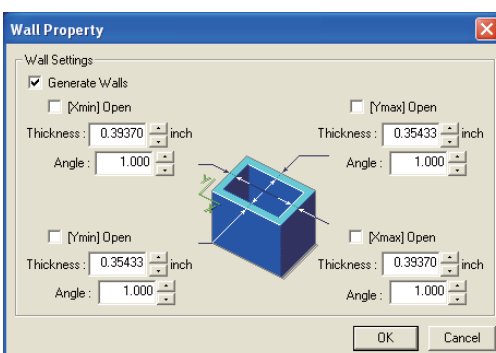 Wall Property
Wall Settings
Generate Walls
[Xmin] Open
[Ymax] Open
Thickness : 0.39370 inch
Thickness : 0.35433 inch
Angle : 1.000
Angle : 1.000
[Ymin] Open
[Xmax] Open
Thickness : 0.35433 inch
Thickness : 0.39370 inch
Angle : 1.000
Angle : 1.000
OK
Cancel